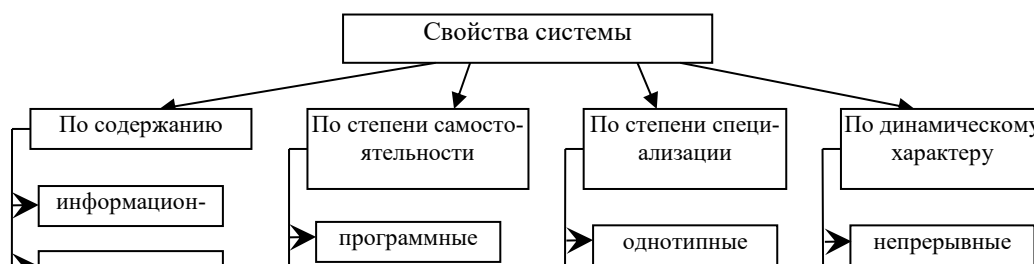 Свойства системы
По содержанию
По степени самосто-
ятельности
По степени специ-
ализации
По динамическому
характеру
информацион-
программные
однотипные
непрерывные